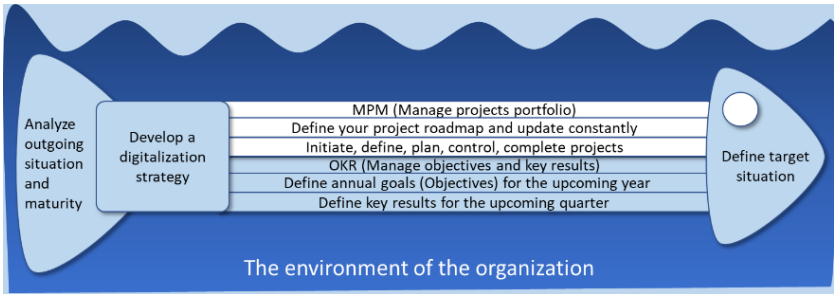 Analyze
outgoing
situation
and
maturity
Develop a
digitalization
strategy
MPM (Manage projects portfolio)
Define your project roadmap and update constantly
Initiate, define, plan, control, complete projects
OKR (Manage objectives and key results)
Define annual goals (Objectives) for the upcoming year
Define key results for the upcoming quarter
Define target
situation
The environment of the organization